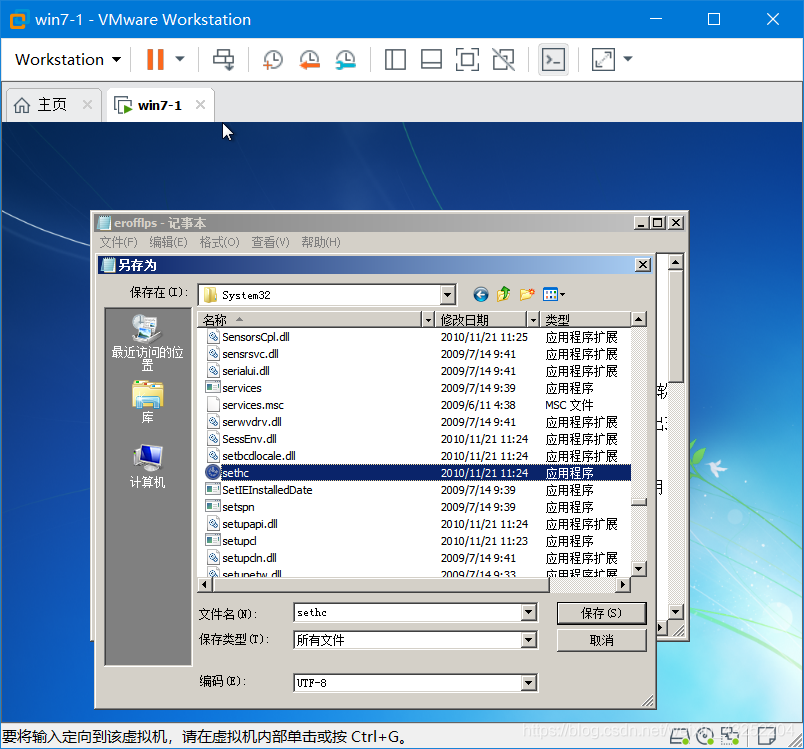 win7-1 - VMware Workstation
Workstation
主页
win7-1
erofflps - 记事本
文件(F) 编辑(E) 格式(O) 查看(V) 帮助(H)
另存为
保存在(I): System32
名称 修改日期 类型
SensorsCpl.dll 2010/11/21 11:25 应用程序扩展
sensrsvc.dll 2009/7/14 9:41 应用程序扩展
serialui.dll 2009/7/14 9:41 应用程序扩展
services 2009/7/14 9:39 应用程序
services.msc 2009/6/11 4:38 MSC 文件
serwvdrv.dll 2009/7/14 9:41 应用程序扩展
SessEnv.dll 2010/11/21 11:24 应用程序扩展
setbcdlocale.dll 2010/11/21 11:24 应用程序扩展
sethc 2010/11/21 11:24 应用程序
SetIEInstalledDate 2009/7/14 9:39 应用程序
setspn 2009/7/14 9:39 应用程序
setupapi.dll 2010/11/21 11:24 应用程序扩展
setupcl 2010/11/21 11:23 应用程序
setupcln.dll 2009/7/14 9:41 应用程序扩展
setupetw.dll 2009/7/14 9:33 应用程序扩展
最近访问的位
置
库
计算机
文件名(N): sethc 保存(S)
保存类型(T): 所有文件 取消
编码(E): UTF-8
要将输入定向到该虚拟机，请在虚拟机内部单击或按 Ctrl+G。